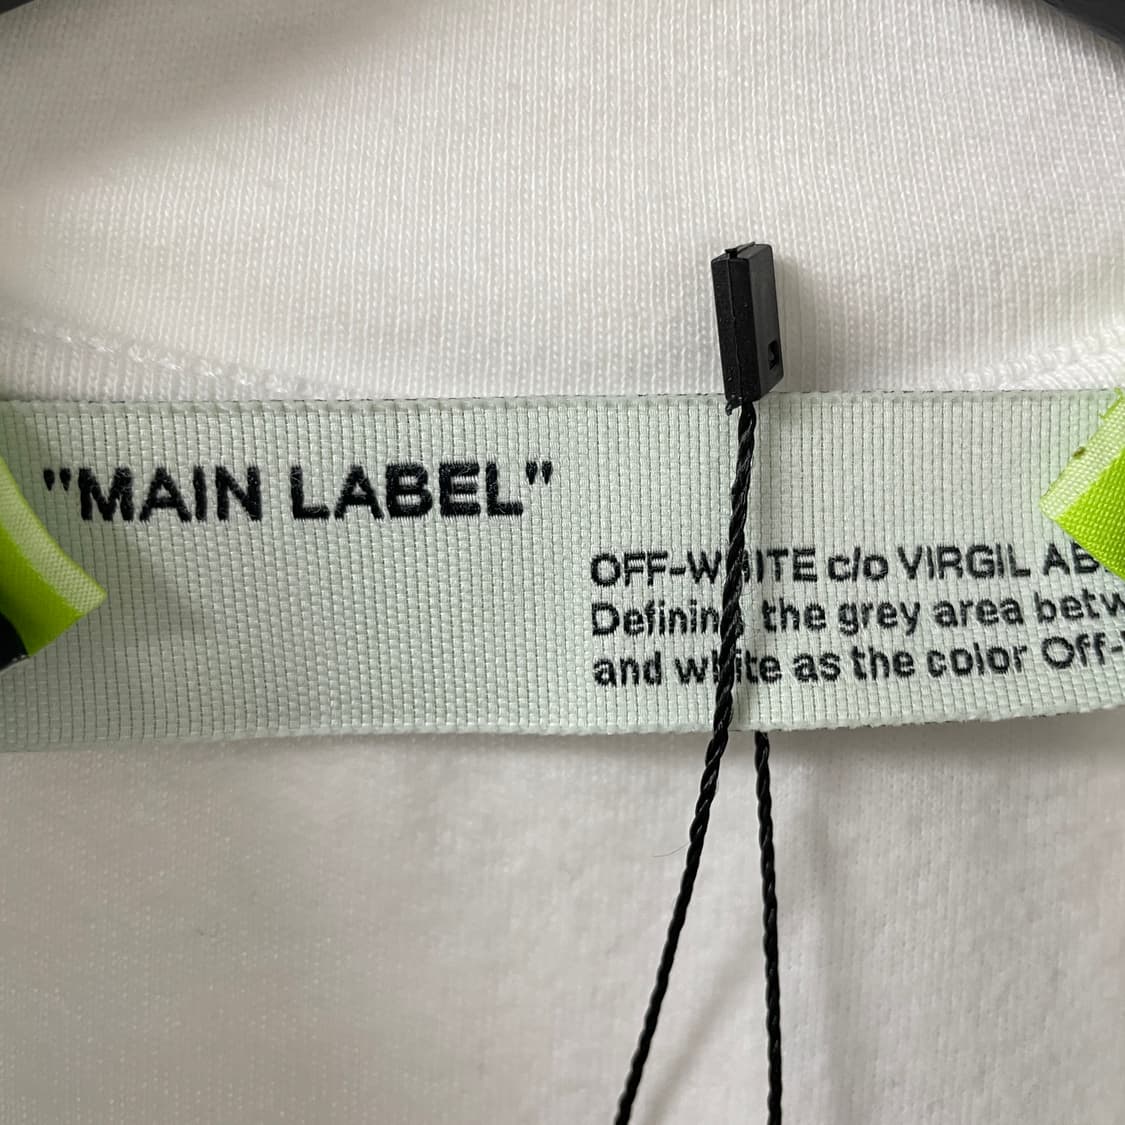 "MAIN LABEL"
OFF-WHITE c/o VIRGIL
Defining the grey area
and white as the color